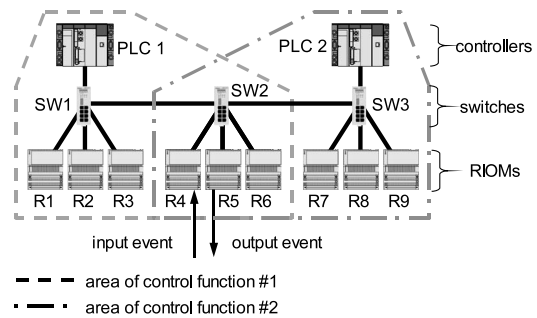 PLC 1
PLC 2
controllers
SW1
SW2
SW3
switches
R1 R2 R3 R4 R5 R6 R7 R8 R9
RIOMs
input event
output event
area of control function #1
area of control function #2